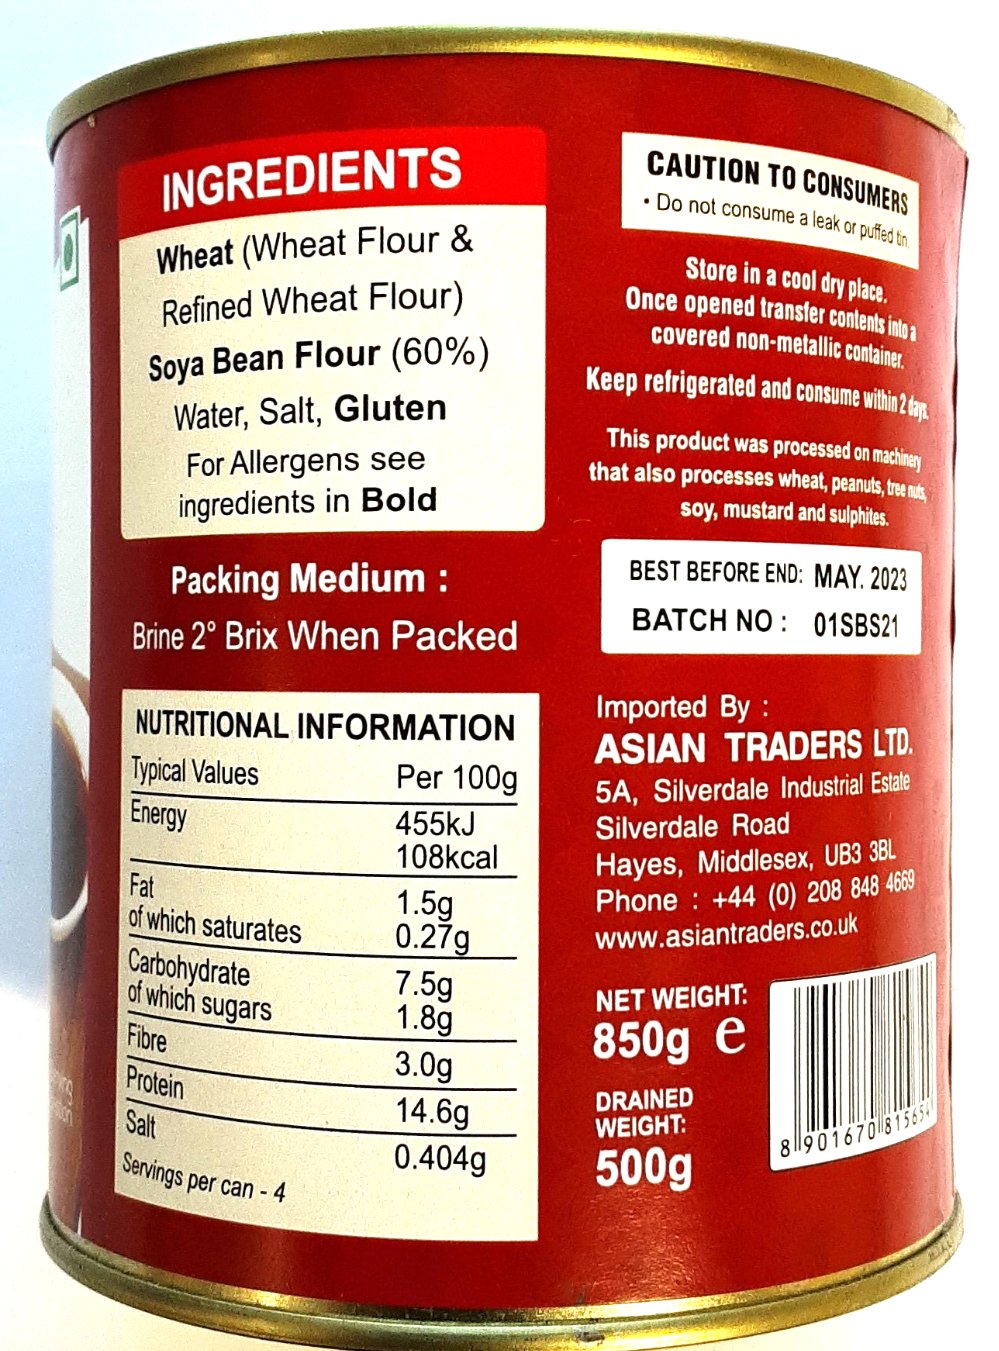 INGREDIENTS
Wheat (Wheat Flour &
Refined Wheat Flour)
Soya Bean Flour (60%)
Water, Salt, Gluten
For Allergens see
ingredients in Bold
Packing Medium :
Brine 2° Brix When Packed
NUTRITIONAL INFORMATION
Typical Values Per 100g
Energy 455kJ
108kcal
Fat 1.5g
of which saturates 0.27g
Carbohydrate 7.5g
of which sugars 1.8g
Fibre 3.0g
Protein 14.6g
Salt 0.404g
Servings per can - 4
CAUTION TO CONSUMERS
• Do not consume a leak or puffed tin
Store in a cool dry place.
Once opened transfer contents into a
covered non-metallic container.
Keep refrigerated and consume within 2 days.
This product was processed on machinery
that also processes wheat, peanuts, tree nuts,
soy, mustard and sulphites.
BEST BEFORE END: MAY. 2023
BATCH NO : 01SBS21
Imported By :
ASIAN TRADERS LTD.
5A, Silverdale Industrial Estate
Silverdale Road
Hayes, Middlesex, UB3 3BL
Phone : +44 (0) 208 848 4669
www.asiantraders.co.uk
NET WEIGHT:
850g e
DRAINED
WEIGHT:
500g
8 901670 815654